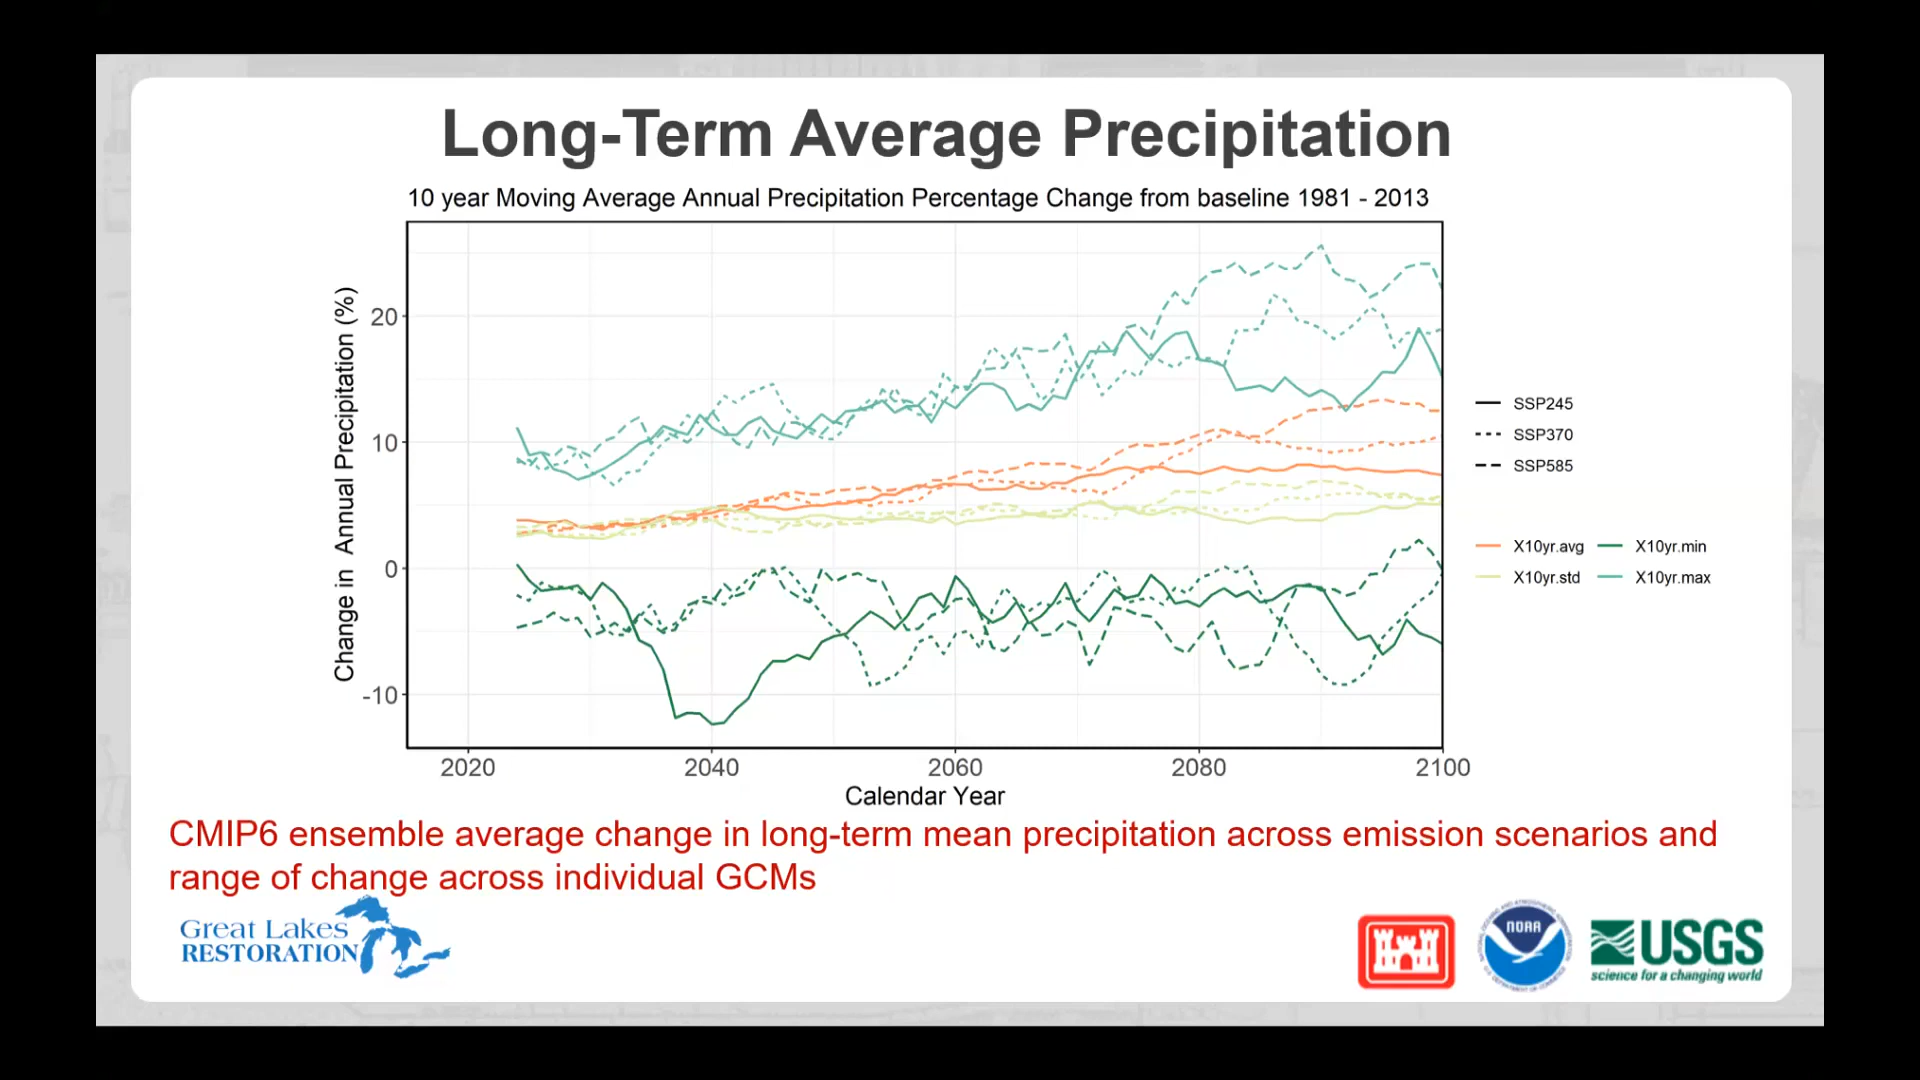 Long-Term Average Precipitation
10 year Moving Average Annual Precipitation Percentage Change from baseline 1981 - 2013
Change in Annual Precipitation (%)
20
10
0
-10
2020 2040 2060 2080 2100
Calendar Year
SSP245
SSP370
SSP585
X10yr.avg X10yr.min
X10yr.std X10yr.max
CMIP6 ensemble average change in long-term mean precipitation across emission scenarios and
range of change across individual GCMs
Great Lakes
RESTORATION
NOAA
USGS
science for a changing world